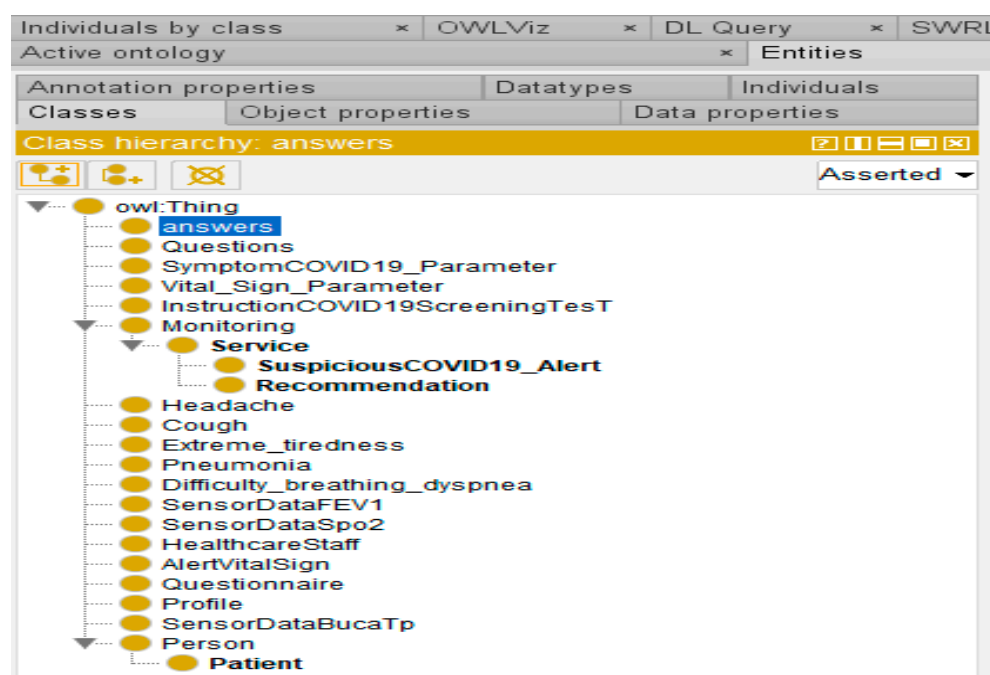 Individuals by class × OWLViz × DL Query × SWRL
Active ontology × Entities
Annotation properties Datatypes Individuals
Classes Object properties Data properties
Class hierarchy: answers
Asserted
owl:Thing
answers
Questions
SymptomCOVID19_Parameter
Vital_Sign_Parameter
InstructionCOVID19ScreeningTesT
Monitoring
Service
SuspiciousCOVID19_Alert
Recommendation
Headache
Cough
Extreme_tiredness
Pneumonia
Difficulty_breathing_dyspnea
SensorDataFEV1
SensorDataSpo2
HealthcareStaff
AlertVitalSign
Questionnaire
Profile
SensorDataBucaTp
Person
Patient